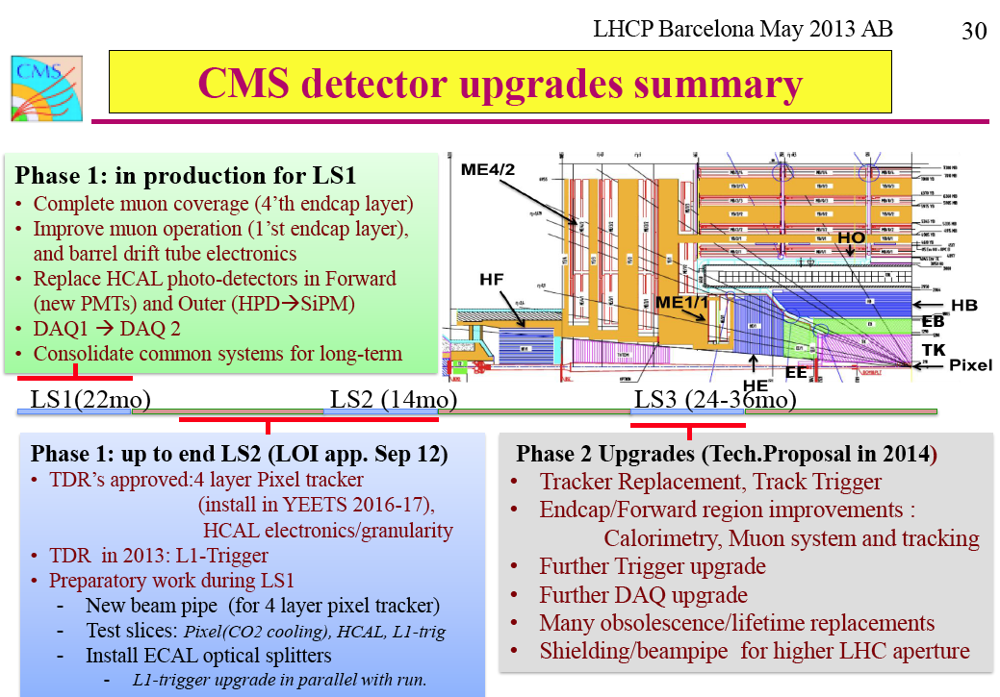 LHCP Barcelona May 2013 AB
30
CMS
CMS detector upgrades summary
Phase 1: in production for LS1
• Complete muon coverage (4’th endcap layer)
• Improve muon operation (1’st endcap layer),
and barrel drift tube electronics
• Replace HCAL photo-detectors in Forward
(new PMTs) and Outer (HPD→SiPM)
• DAQ1 → DAQ 2
• Consolidate common systems for long-term
ME4/2
HO
HF
ME1/1
HB
EB
TK
Pixel
EE
HE
LS1(22mo)
LS2 (14mo)
LS3 (24-36mo)
Phase 1: up to end LS2 (LOI app. Sep 12)
• TDR’s approved:4 layer Pixel tracker
(install in YEETS 2016-17),
HCAL electronics/granularity
• TDR in 2013: L1-Trigger
• Preparatory work during LS1
- New beam pipe (for 4 layer pixel tracker)
- Test slices: Pixel(CO2 cooling), HCAL, L1-trig
- Install ECAL optical splitters
- L1-trigger upgrade in parallel with run.
Phase 2 Upgrades (Tech.Proposal in 2014)
• Tracker Replacement, Track Trigger
• Endcap/Forward region improvements :
Calorimetry, Muon system and tracking
• Further Trigger upgrade
• Further DAQ upgrade
• Many obsolescence/lifetime replacements
• Shielding/beampipe for higher LHC aperture